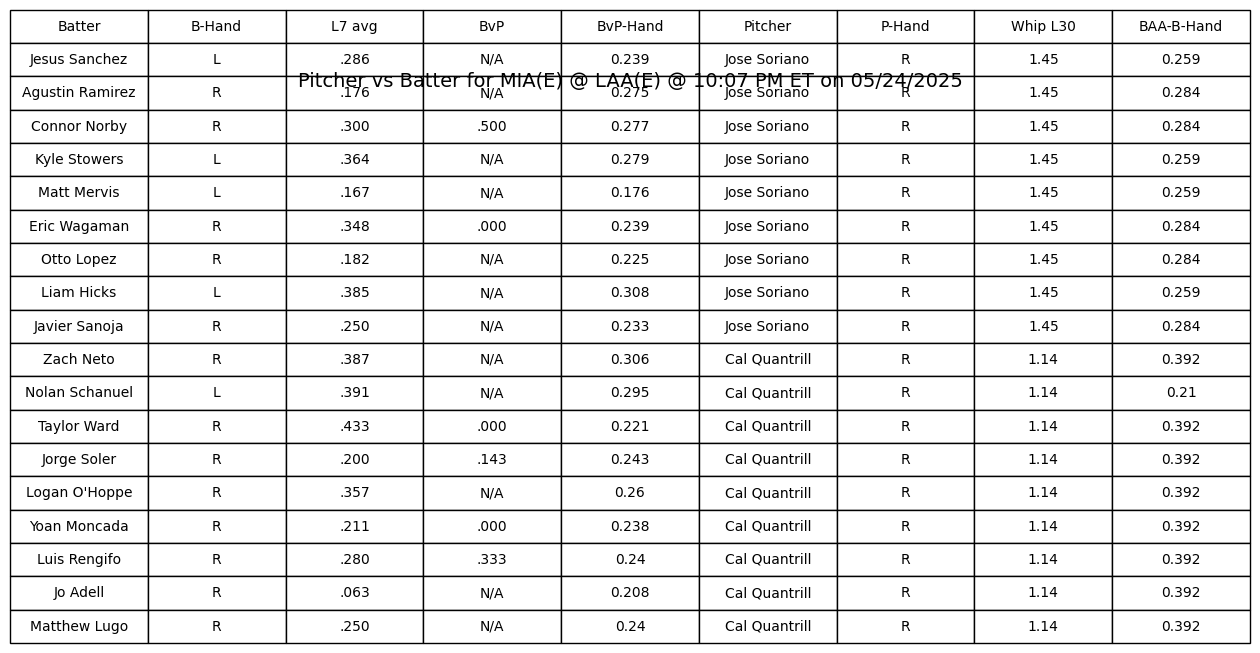 Batter B-Hand L7 avg BvP BvP-Hand Pitcher P-Hand Whip L30 BAA-B-Hand
Jesus Sanchez L .286 N/A 0.239 Jose Soriano R 1.45 0.259
Pitcher vs Batter for MIA(E) @ LAA(E) @ 10:07 PM ET on 05/24/2025
Agustin Ramirez R .176 N/A 0.275 Jose Soriano R 1.45 0.284
Connor Norby R .300 .500 0.277 Jose Soriano R 1.45 0.284
Kyle Stowers L .364 N/A 0.279 Jose Soriano R 1.45 0.259
Matt Mervis L .167 N/A 0.176 Jose Soriano R 1.45 0.259
Eric Wagaman R .348 .000 0.239 Jose Soriano R 1.45 0.284
Otto Lopez R .182 N/A 0.225 Jose Soriano R 1.45 0.284
Liam Hicks L .385 N/A 0.308 Jose Soriano R 1.45 0.259
Javier Sanoja R .250 N/A 0.233 Jose Soriano R 1.45 0.284
Zach Neto R .387 N/A 0.306 Cal Quantrill R 1.14 0.392
Nolan Schanuel L .391 N/A 0.295 Cal Quantrill R 1.14 0.21
Taylor Ward R .433 .000 0.221 Cal Quantrill R 1.14 0.392
Jorge Soler R .200 .143 0.243 Cal Quantrill R 1.14 0.392
Logan O'Hoppe R .357 N/A 0.26 Cal Quantrill R 1.14 0.392
Yoan Moncada R .211 .000 0.238 Cal Quantrill R 1.14 0.392
Luis Rengifo R .280 .333 0.24 Cal Quantrill R 1.14 0.392
Jo Adell R .063 N/A 0.208 Cal Quantrill R 1.14 0.392
Matthew Lugo R .250 N/A 0.24 Cal Quantrill R 1.14 0.392